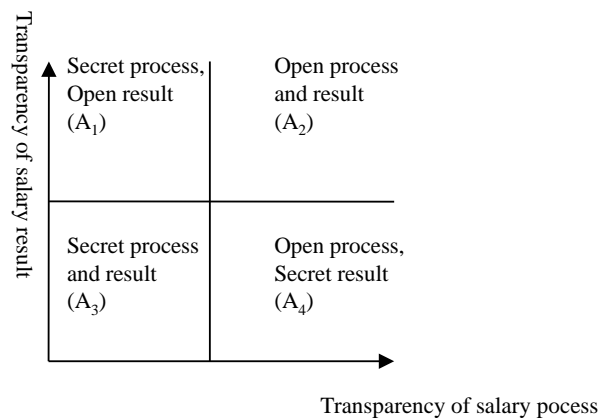 Transparency of salary result
Secret process,
Open result
(A₁)
Open process
and result
(A₂)
Secret process
and result
(A₃)
Open process,
Secret result
(A₄)
Transparency of salary pocess